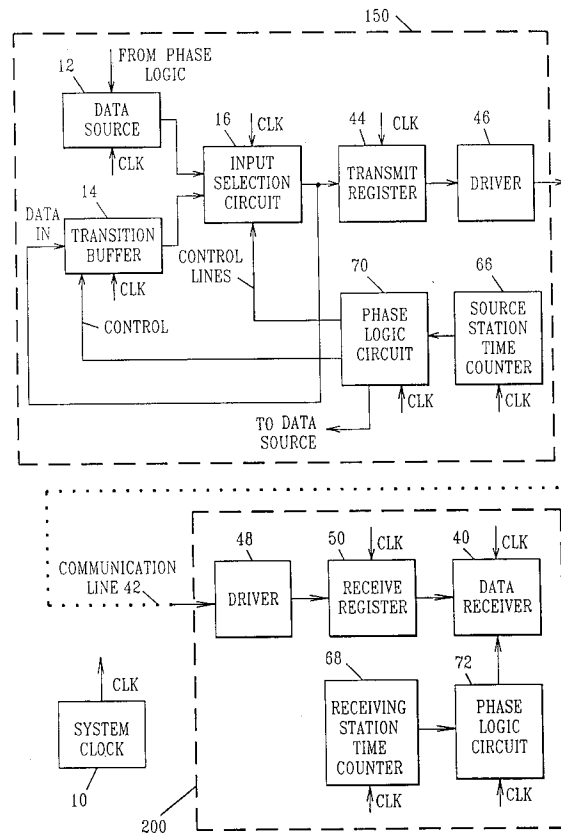 150
FROM PHASE
LOGIC
12
DATA
SOURCE
CLK
16
CLK
INPUT
SELECTION
CIRCUIT
44
CLK
TRANSMIT
REGISTER
46
DRIVER
DATA
IN
14
TRANSITION
BUFFER
CLK
CONTROL
CONTROL
LINES
70
PHASE
LOGIC
CIRCUIT
CLK
66
SOURCE
STATION
TIME
COUNTER
CLK
TO DATA
SOURCE
COMMUNICATION
LINE 42
48
DRIVER
50
CLK
RECEIVE
REGISTER
40
CLK
DATA
RECEIVER
68
RECEIVING
STATION
TIME
COUNTER
CLK
72
PHASE
LOGIC
CIRCUIT
CLK
CLK
SYSTEM
CLOCK
10
200